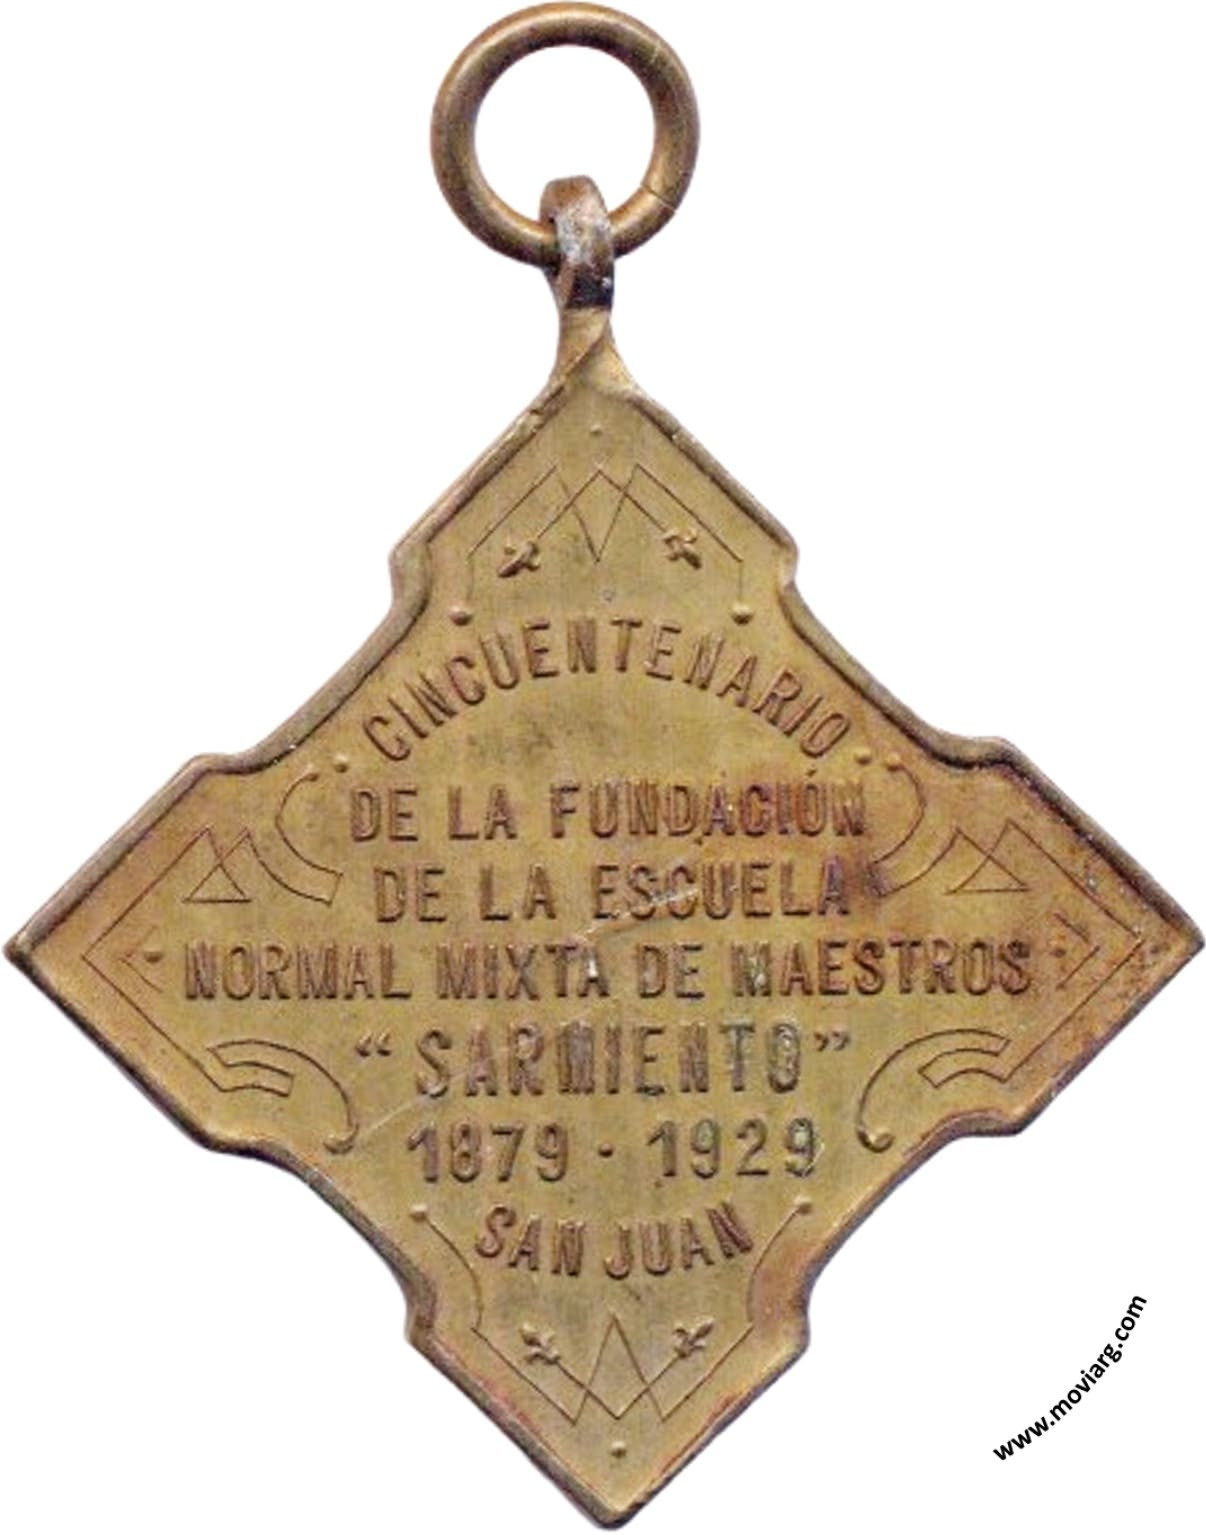 CINCUENTENARIO
DE LA FUNDACIÓN
DE LA ESCUELA
NORMAL MIXTA DE MAESTROS
"SARMIENTO"
1879 · 1929
SAN JUAN
www.moviarg.com